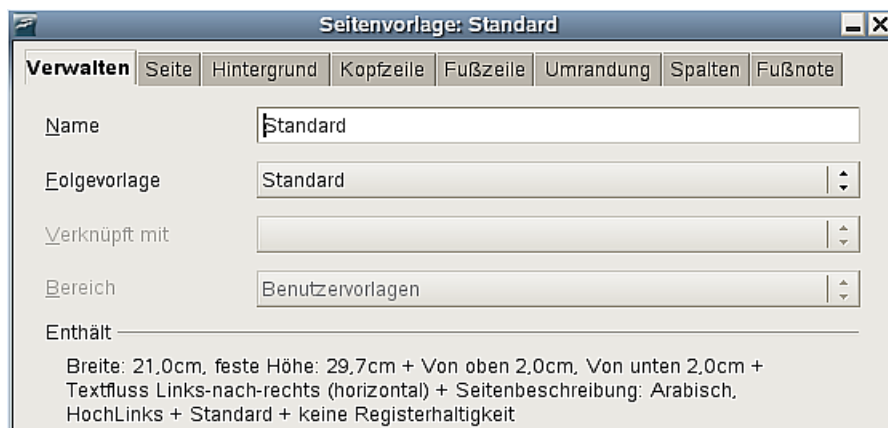 Seitenvorlage: Standard
Verwalten Seite Hintergrund Kopfzeile Fußzeile Umrandung Spalten Fußnote
Name Standard
Folgevorlage Standard
Verknüpft mit
Bereich Benutzervorlagen
Enthält
Breite: 21,0cm, feste Höhe: 29,7cm + Von oben 2,0cm, Von unten 2,0cm +
Textfluss Links-nach-rechts (horizontal) + Seitenbeschreibung: Arabisch,
HochLinks + Standard + keine Registerhaltigkeit